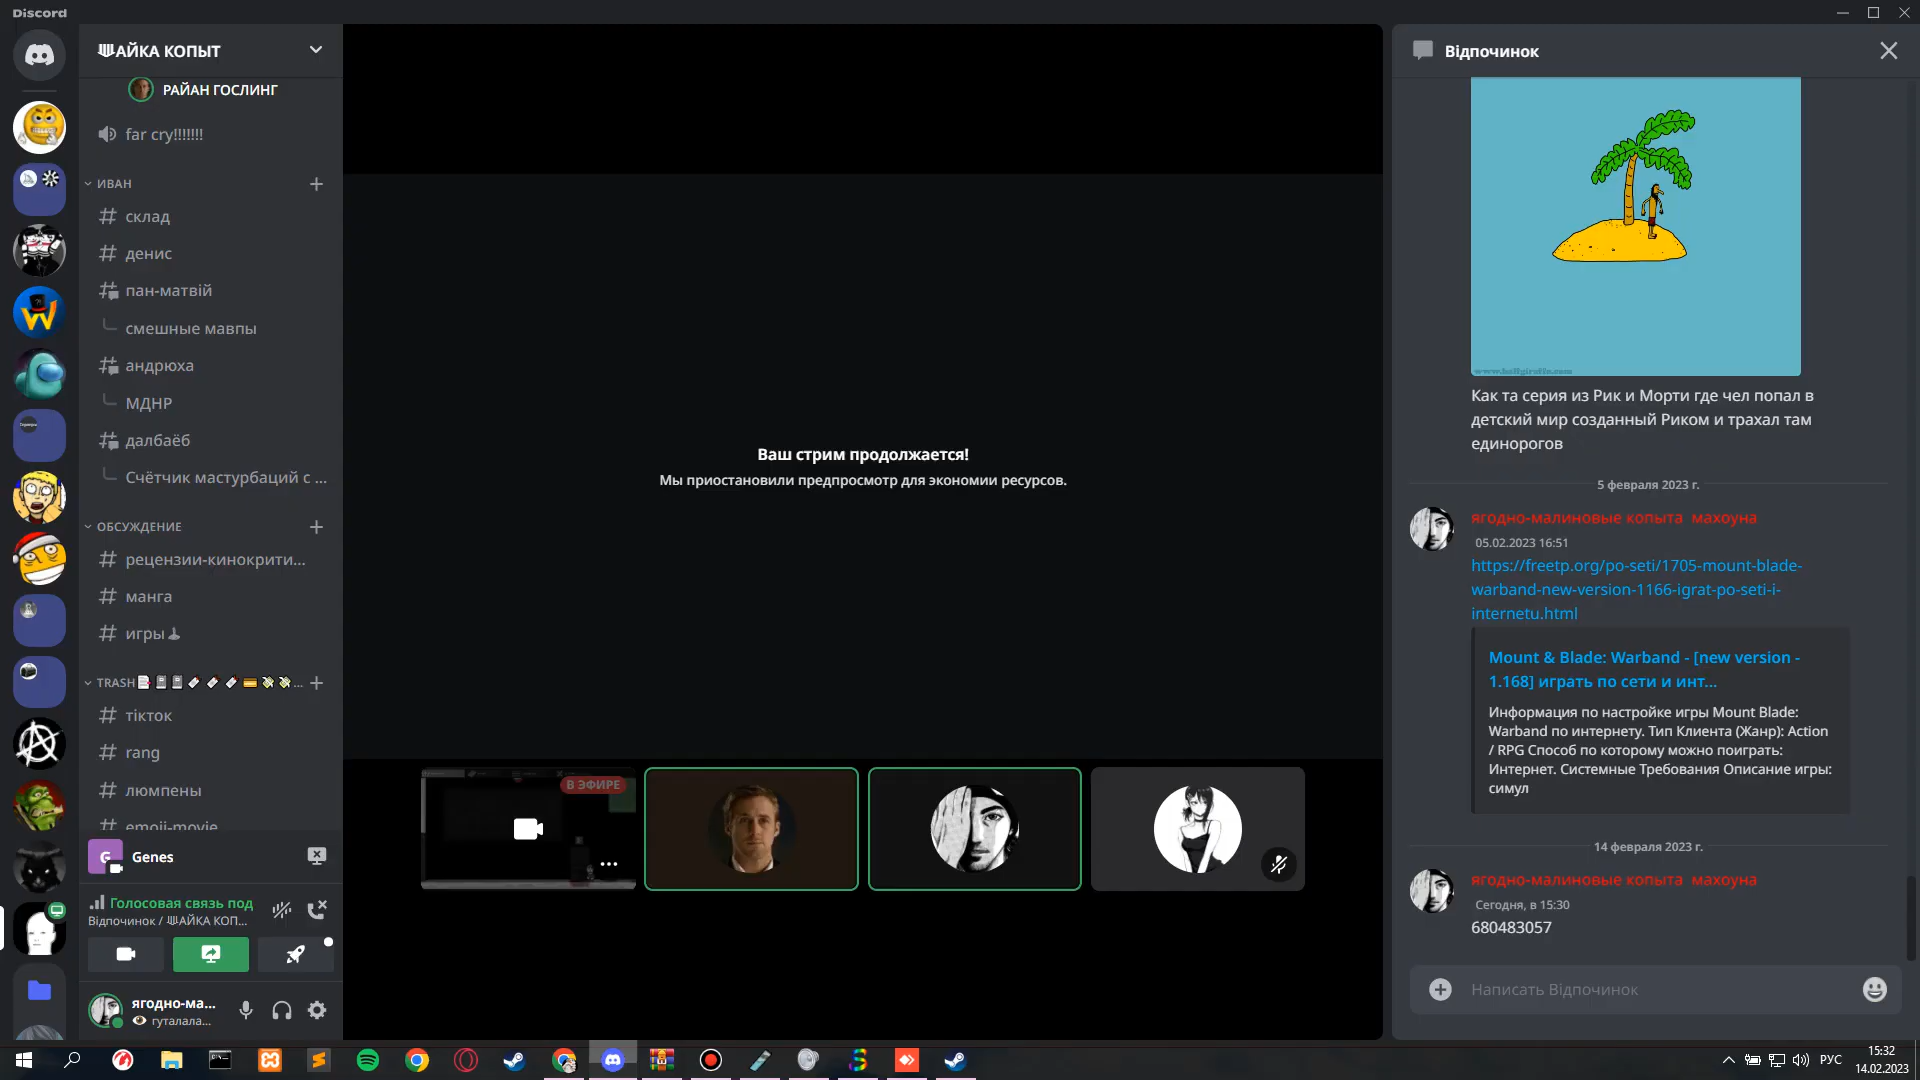 Discord
АЙКА КОПЫТ
РАЙАН ГОСЛИНГ
far cry!!!!!!!
ИВАН
склад
денис
пан-матвій
смешные мавпы
андрюха
МДНР
далбаёб
Счётчик мастурбаций с ...
ОБСУЖДЕНИЕ
рецензии-кинокрити...
манга
игры
TRASH
тікток
rang
люмпены
emoji-movie
G
Genes
Голосовая связь под
Відпочинок / АЙКА КОП...
ягодно-ма...
гуталала...
Ваш стрим продолжается!
Мы приостановили предпросмотр для экономии ресурсов.
В ЭФИРЕ
Відпочинок
Как та серия из Рик и Морти где чел попал в
детский мир созданный Риком и трахал там
единорогов
5 февраля 2023 г.
ягодно-малиновые копыта махоуна
05.02.2023 16:51
https://freetp.org/po-seti/1705-mount-blade-
warband-new-version-1166-igrat-po-seti-i-
internetu.html
Mount & Blade: Warband - [new version -
1.168] играть по сети и инт...
Информация по настройке игры Mount Blade:
Warband по интернету. Тип Клиента (Жанр): Action
/ RPG Способ по которому можно поиграть:
Интернет. Системные Требования Описание игры:
симул
14 февраля 2023 г.
ягодно-малиновые копыта махоуна
Сегодня, в 15:30
680483057
Написать Відпочинок
РУС
15:32
14.02.2023